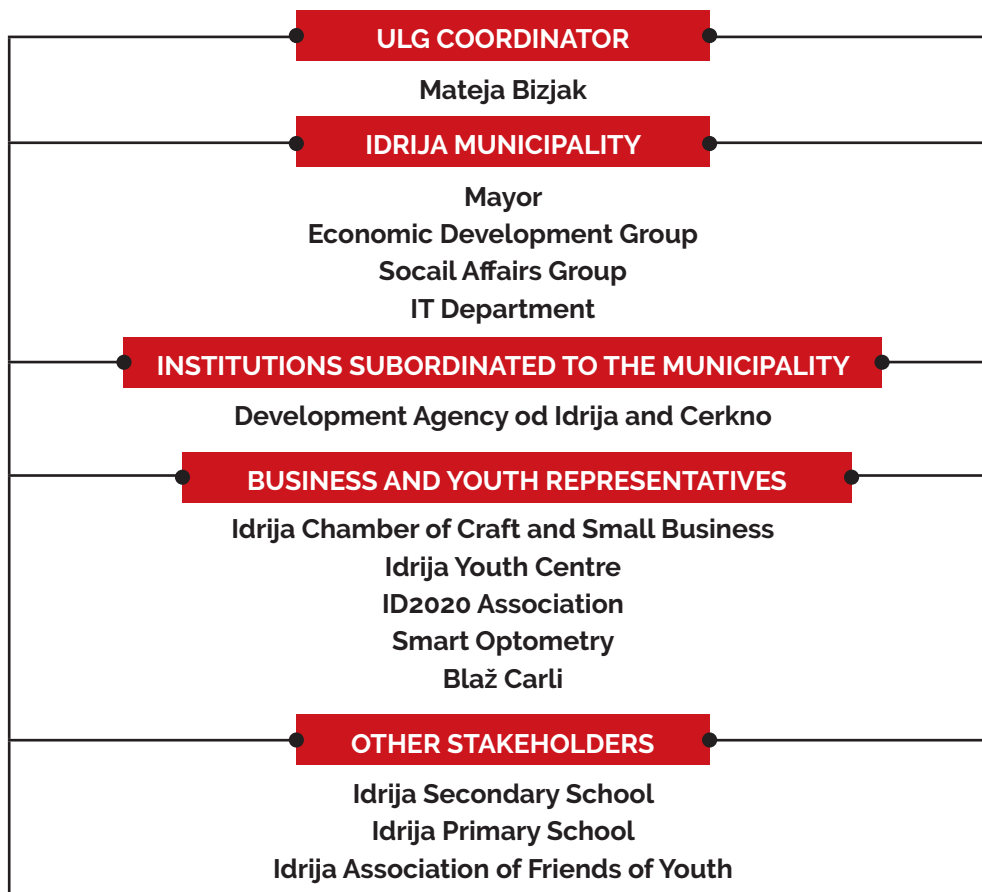 ULG COORDINATOR
Mateja Bizjak
IDRIJA MUNICIPALITY
Mayor
Economic Development Group
Socail Affairs Group
IT Department
INSTITUTIONS SUBORDINATED TO THE MUNICIPALITY
Development Agency od Idrija and Cerkno
BUSINESS AND YOUTH REPRESENTATIVES
Idrija Chamber of Craft and Small Business
Idrija Youth Centre
ID2020 Association
Smart Optometry
Blaž Carli
OTHER STAKEHOLDERS
Idrija Secondary School
Idrija Primary School
Idrija Association of Friends of Youth